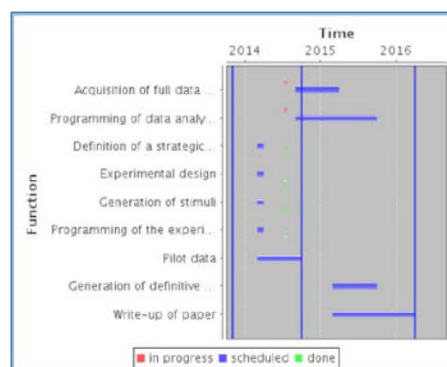 Time
2014 2015 2016
Function
Acquisition of full data ...
Programming of data analy...
Definition of a strategic...
Experimental design
Generation of stimuli
Programming of the experi...
Pilot data
Generation of definitive ...
Write-up of paper
in progress scheduled done